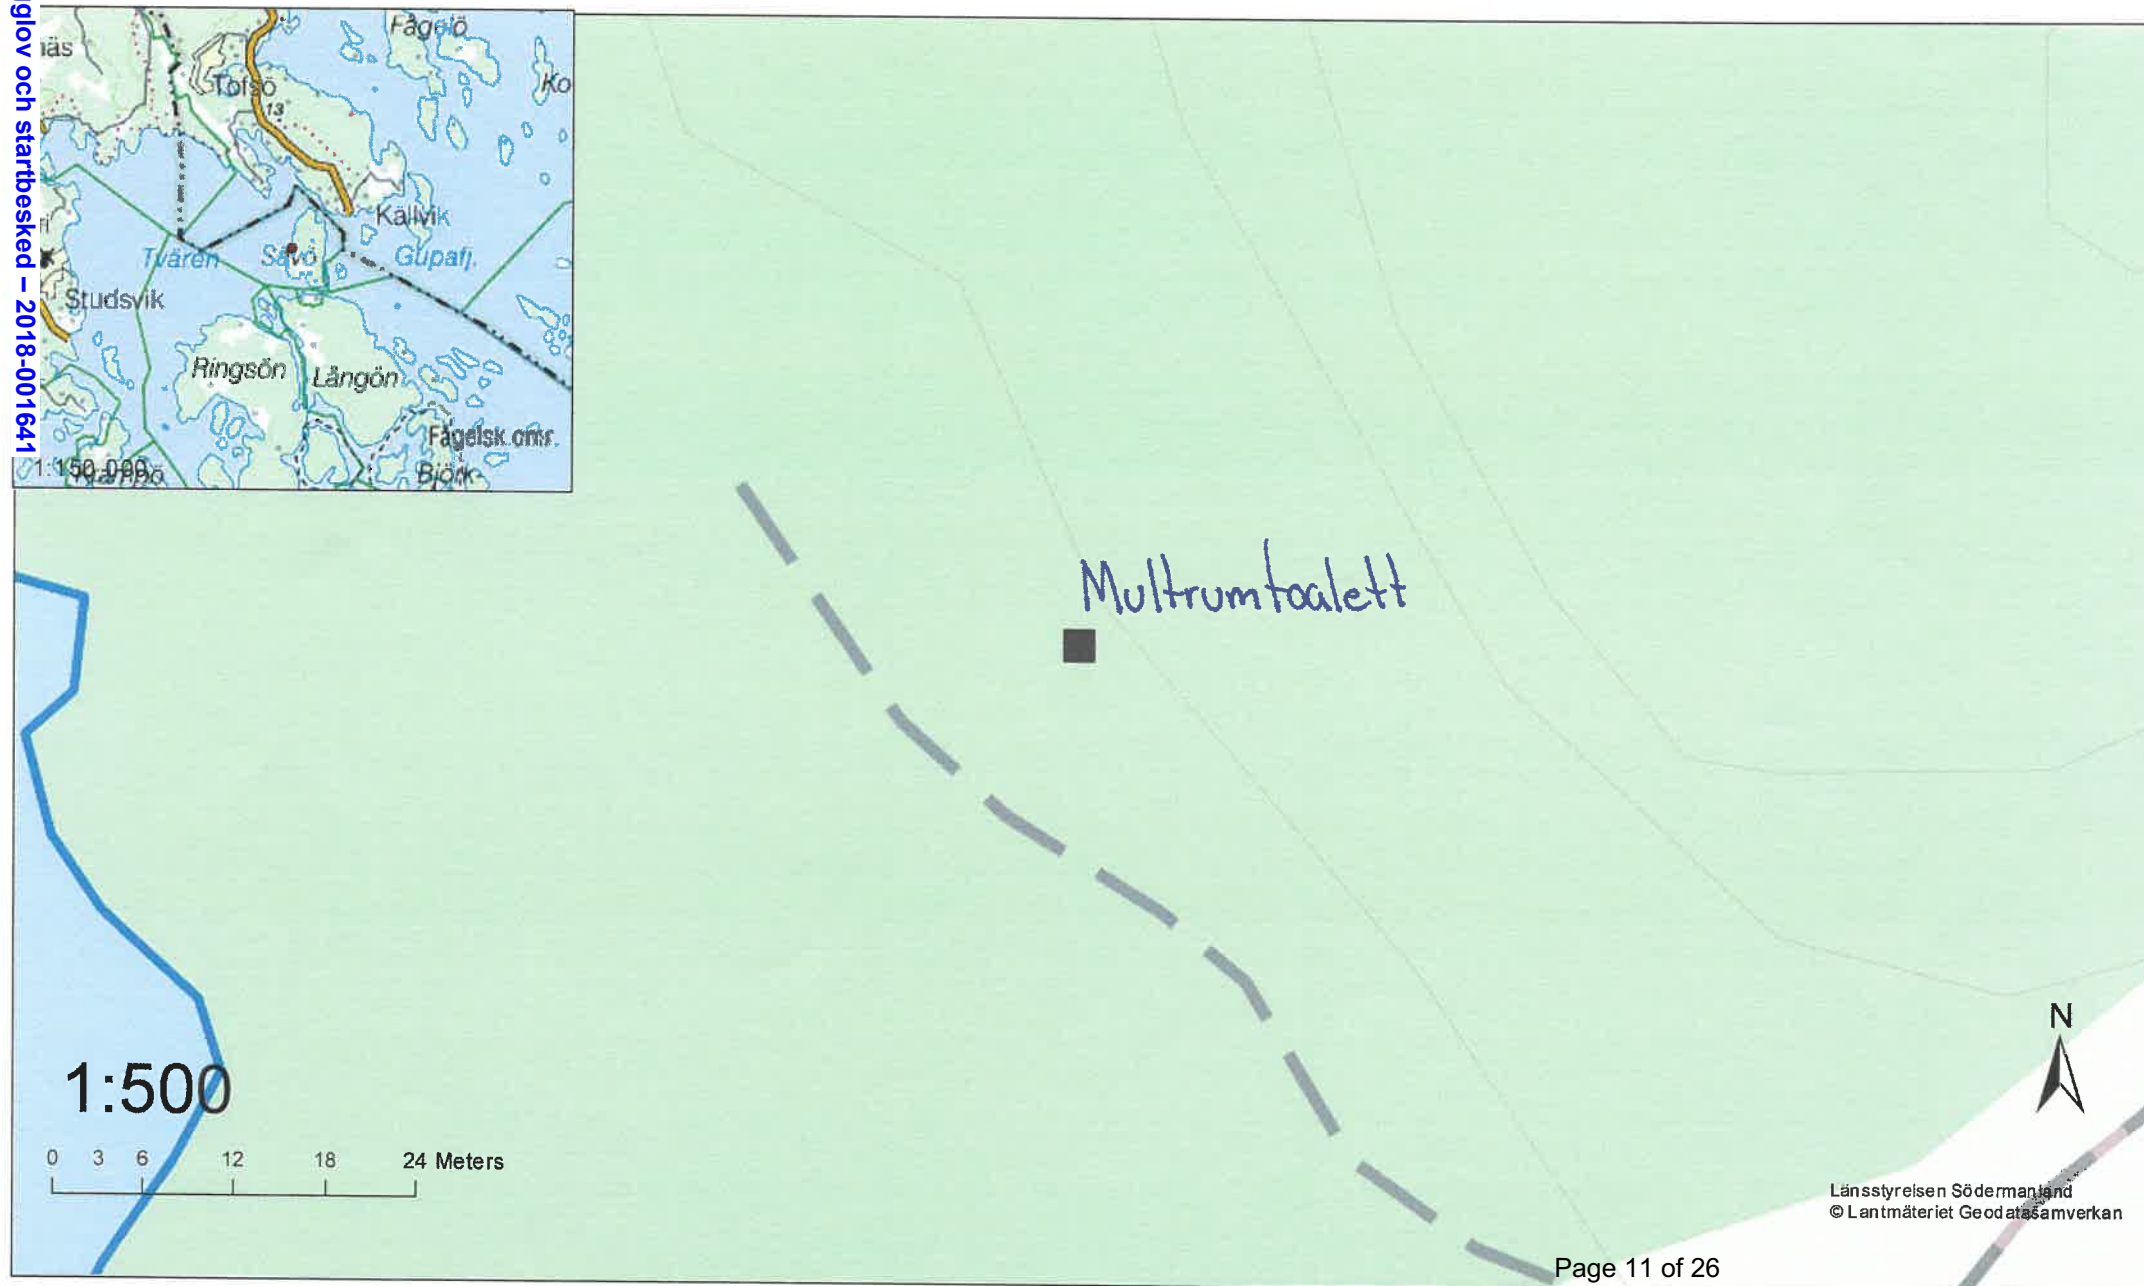 glov och startbesked – 2018-001641
näs
Fågelö
Tofsö
Ko
13
Källvik
Tvären
Sävö
Gupafj.
Studsvik
Ringsön
Långön
Fågelsk.omr.
Björk-
1:150 000
Multrumtoalett
1:500
0 3 6 12 18 24 Meters
N
Länsstyrelsen Södermanland
© Lantmäteriet Geodatasamverkan
Page 11 of 26